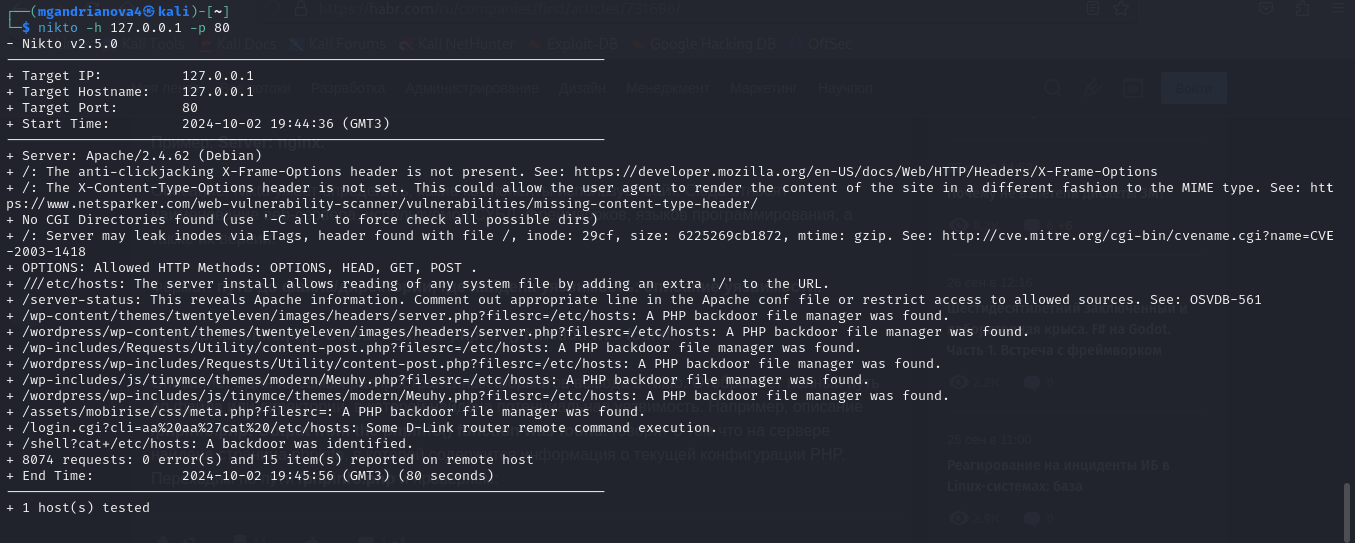 ┌──(mgandrianova4㉿kali)-[~]
└─$ nikto -h 127.0.0.1 -p 80
- Nikto v2.5.0
---------------------------------------------------------------------------
+ Target IP:          127.0.0.1
+ Target Hostname:    127.0.0.1
+ Target Port:        80
+ Start Time:         2024-10-02 19:44:36 (GMT3)
---------------------------------------------------------------------------
+ Server: Apache/2.4.62 (Debian)
+ /: The anti-clickjacking X-Frame-Options header is not present. See: https://developer.mozilla.org/en-US/docs/Web/HTTP/Headers/X-Frame-Options
+ /: The X-Content-Type-Options header is not set. This could allow the user agent to render the content of the site in a different fashion to the MIME type. See: htt
ps://www.netsparker.com/web-vulnerability-scanner/vulnerabilities/missing-content-type-header/
+ No CGI Directories found (use '-C all' to force check all possible dirs)
+ /: Server may leak inodes via ETags, header found with file /, inode: 29cf, size: 6225269cb1872, mtime: gzip. See: http://cve.mitre.org/cgi-bin/cvename.cgi?name=CVE
-2003-1418
+ OPTIONS: Allowed HTTP Methods: OPTIONS, HEAD, GET, POST .
+ ///etc/hosts: The server install allows reading of any system file by adding an extra '/' to the URL.
+ /server-status: This reveals Apache information. Comment out appropriate line in the Apache conf file or restrict access to allowed sources. See: OSVDB-561
+ /wp-content/themes/twentyeleven/images/headers/server.php?filesrc=/etc/hosts: A PHP backdoor file manager was found.
+ /wordpress/wp-content/themes/twentyeleven/images/headers/server.php?filesrc=/etc/hosts: A PHP backdoor file manager was found.
+ /wp-includes/Requests/Utility/content-post.php?filesrc=/etc/hosts: A PHP backdoor file manager was found.
+ /wordpress/wp-includes/Requests/Utility/content-post.php?filesrc=/etc/hosts: A PHP backdoor file manager was found.
+ /wp-includes/js/tinymce/themes/modern/Meuhy.php?filesrc=/etc/hosts: A PHP backdoor file manager was found.
+ /wordpress/wp-includes/js/tinymce/themes/modern/Meuhy.php?filesrc=/etc/hosts: A PHP backdoor file manager was found.
+ /assets/mobirise/css/meta.php?filesrc=: A PHP backdoor file manager was found.
+ /login.cgi?cli=aa%20aa%27cat%20/etc/hosts: Some D-Link router remote command execution.
+ /shell?cat+/etc/hosts: A backdoor was identified.
+ 8074 requests: 0 error(s) and 15 item(s) reported on remote host
+ End Time:           2024-10-02 19:45:56 (GMT3) (80 seconds)
---------------------------------------------------------------------------
+ 1 host(s) tested